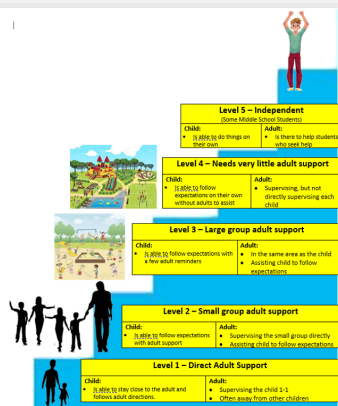 Level 5 – Independent
(Some Middle School Students)
Child:
• Is able to do things on
their own
Adult:
• Is there to help students
who seek help
Level 4 – Needs very little adult support
Child:
• Is able to follow
expectations on their own
without adults to assist
Adult:
• Supervising, but not
directly supervising each
child
Level 3 – Large group adult support
Child:
• Is able to follow expectations with
a few adult reminders
Adult:
• In the same area as the child
• Assisting child to follow
expectations
Level 2 – Small group adult support
Child:
• Is able to follow expectations
with adult support
Adult:
• Supervising the small group directly
• Assisting child to follow expectations
Level 1 – Direct Adult Support
Child:
• Is able to stay close to the adult and
follows adult directions.
Adult:
• Supervising the child 1-1
• Often away from other children